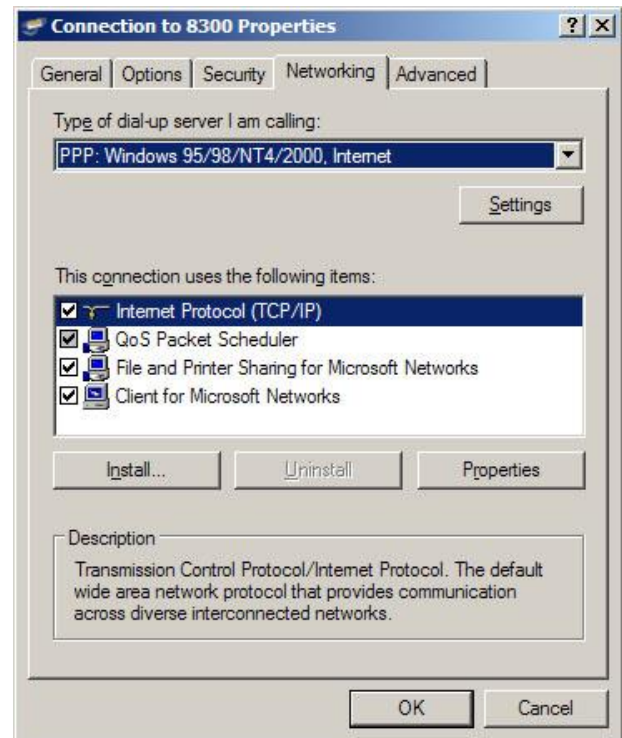 Connection to 8300 Properties
General Options Security Networking Advanced
Type of dial-up server I am calling:
PPP: Windows 95/98/NT4/2000, Internet
Settings
This connection uses the following items:
Internet Protocol (TCP/IP)
QoS Packet Scheduler
File and Printer Sharing for Microsoft Networks
Client for Microsoft Networks
Install... Uninstall Properties
Description
Transmission Control Protocol/Internet Protocol. The default
wide area network protocol that provides communication
across diverse interconnected networks.
OK Cancel